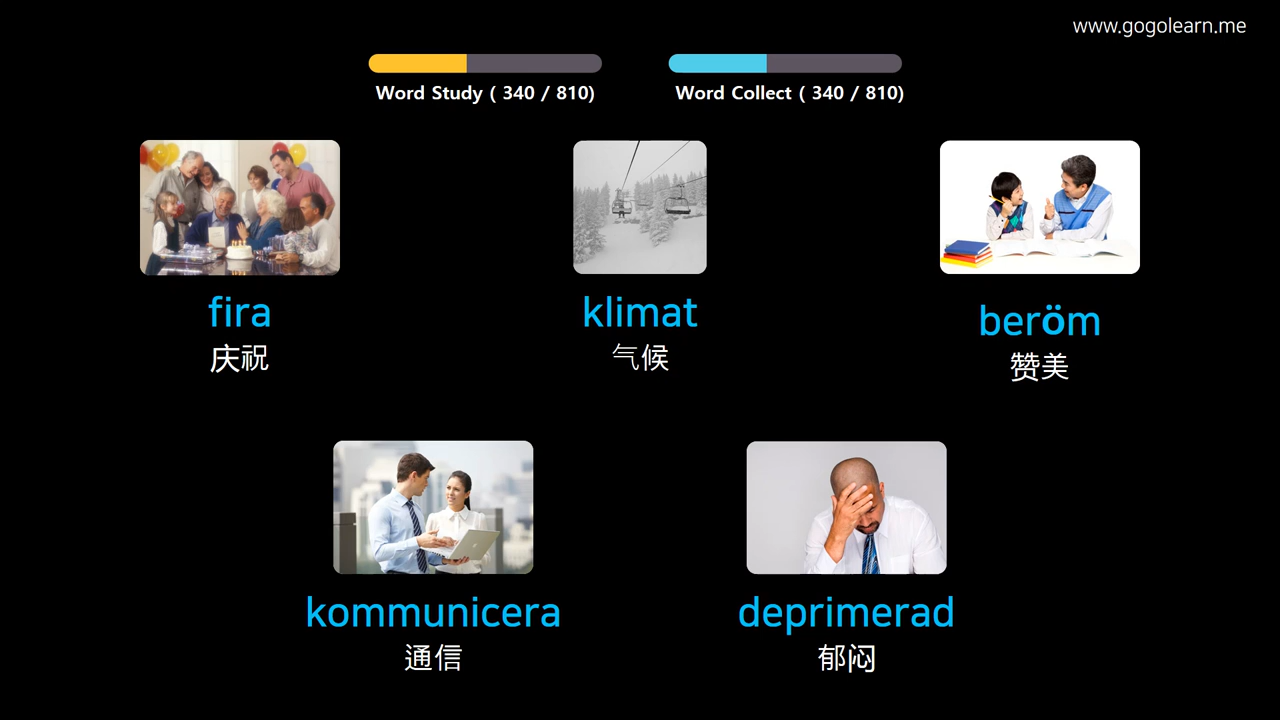 www.gogolearn.me
Word Study ( 340 / 810)
Word Collect ( 340 / 810)
fira
庆祝
klimat
气候
beröm
赞美
kommunicera
通信
deprimerad
郁闷